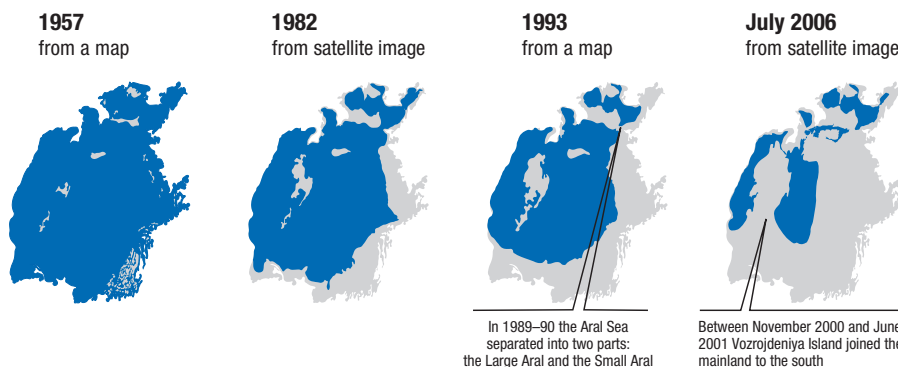 1957
from a map
1982
from satellite image
1993
from a map
July 2006
from satellite image
In 1989–90 the Aral Sea
separated into two parts:
the Large Aral and the Small Aral
Between November 2000 and June
2001 Vozrojdeniya Island joined the
mainland to the south